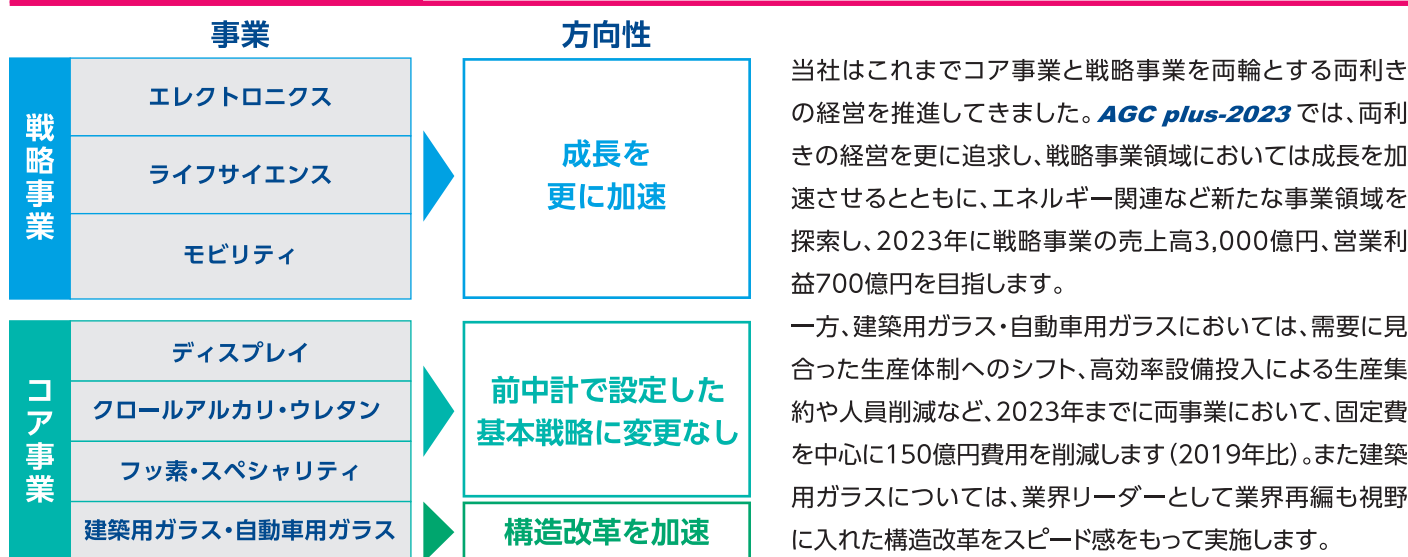 事業
方向性
戦略事業
エレクトロニクス
ライフサイエンス
モビリティ
成長を
更に加速
コア事業
ディスプレイ
クロールアルカリ・ウレタン
フッ素・スペシャリティ
建築用ガラス・自動車用ガラス
前中計で設定した
基本戦略に変更なし
構造改革を加速
当社はこれまでコア事業と戦略事業を両輪とする両利き
の経営を推進してきました。AGC plus-2023 では、両利
きの経営を更に追求し、戦略事業領域においては成長を加
速させるとともに、エネルギー関連など新たな事業領域を
探索し、2023年に戦略事業の売上高3,000億円、営業利
益700億円を目指します。
一方、建築用ガラス・自動車用ガラスにおいては、需要に見
合った生産体制へのシフト、高効率設備投入による生産集
約や人員削減など、2023年までに両事業において、固定費
を中心に150億円費用を削減します(2019年比)。また建築
用ガラスについては、業界リーダーとして業界再編も視野
に入れた構造改革をスピード感をもって実施します。